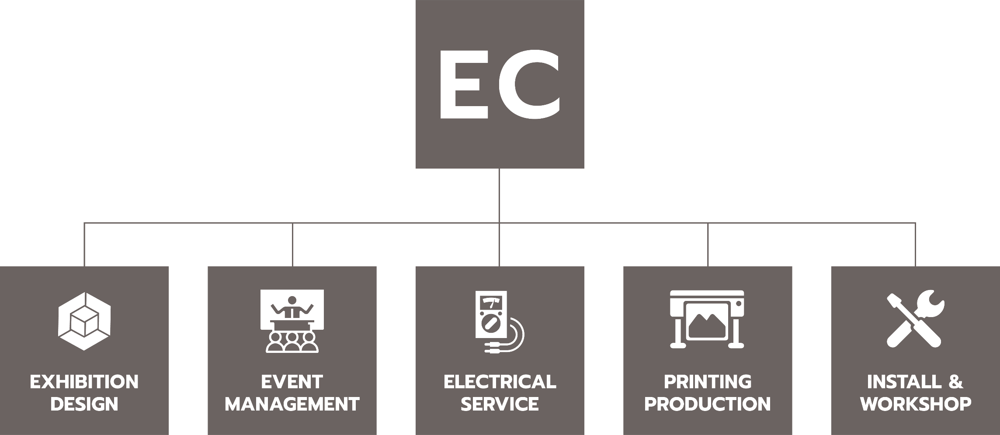 EC
EXHIBITION
DESIGN
EVENT
MANAGEMENT
ELECTRICAL
SERVICE
PRINTING
PRODUCTION
INSTALL &
WORKSHOP